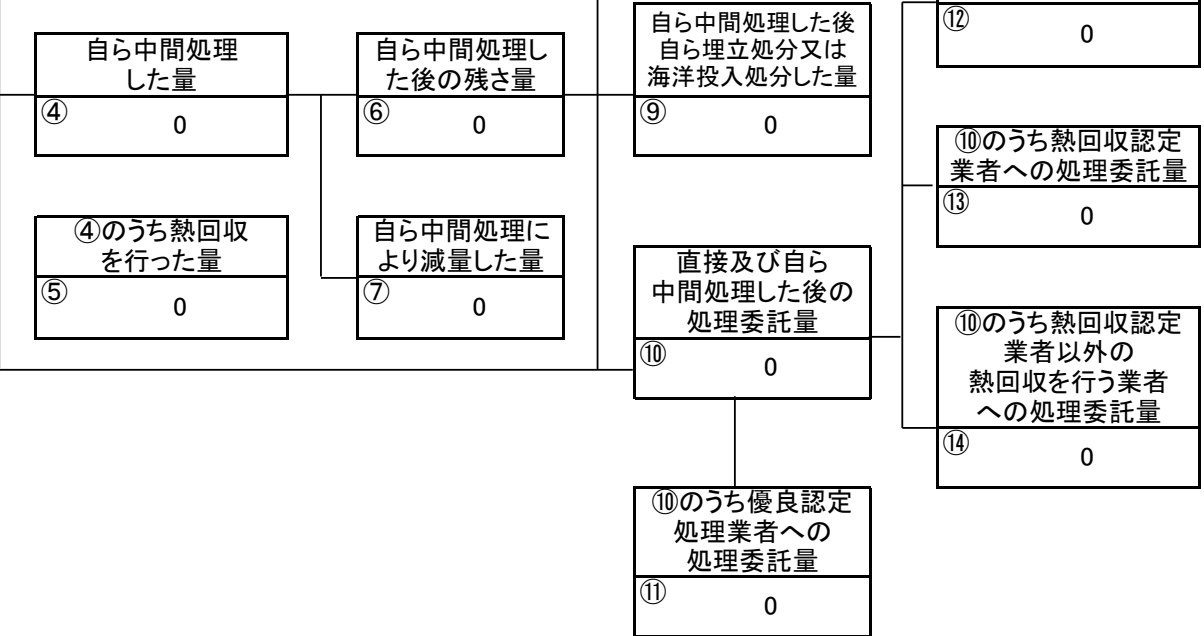 自ら中間処理
した量
④ 0
④のうち熱回収
を行った量
⑤ 0
自ら中間処理し
た後の残さ量
⑥ 0
自ら中間処理に
より減量した量
⑦ 0
自ら中間処理した後
自ら埋立処分又は
海洋投入処分した量
⑨ 0
直接及び自ら
中間処理した後の
処理委託量
⑩ 0
⑩のうち優良認定
処理業者への
処理委託量
⑪ 0
⑫ 0
⑩のうち熱回収認定
業者への処理委託量
⑬ 0
⑩のうち熱回収認定
業者以外の
熱回収を行う業者
への処理委託量
⑭ 0